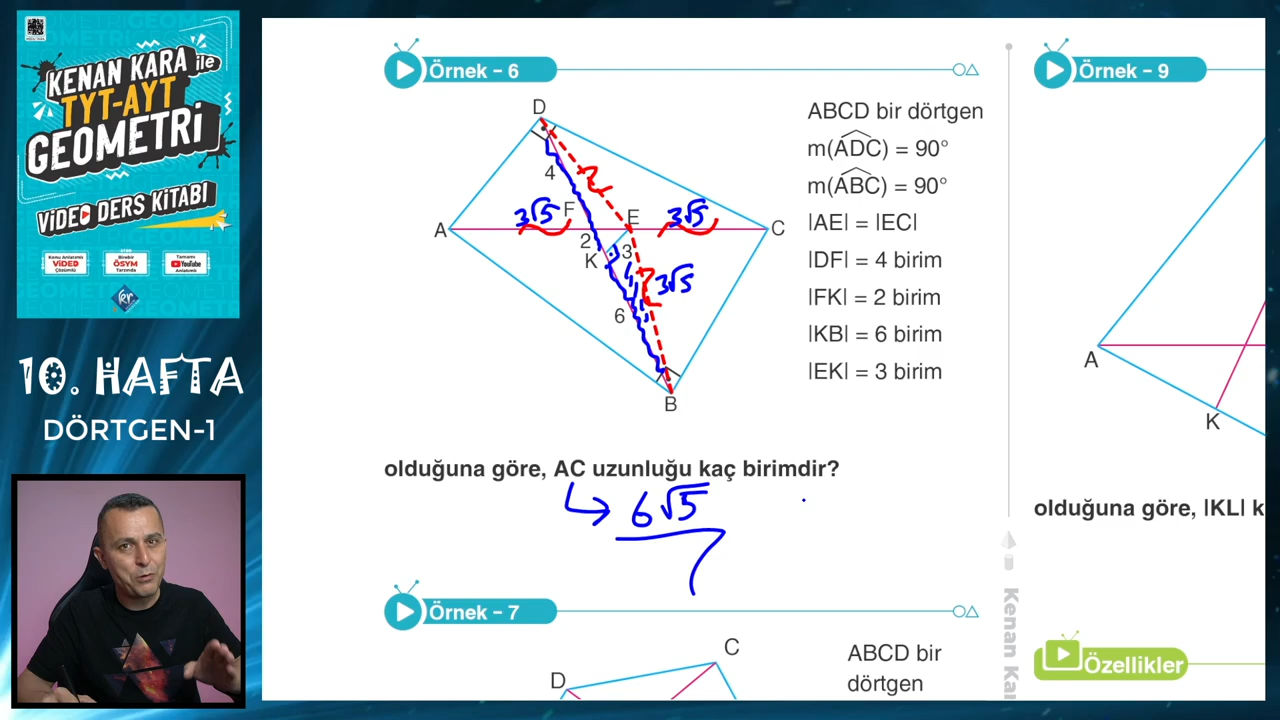 KENAN KARA ile
TYT-AYT
GEOMETRİ
VİDEO DERS KİTABI
10. HAFTA
DÖRTGEN-1
Örnek - 6
D
4
3√5
F
E
3√5
A
C
2
K
3
3√5
6
B
ABCD bir dörtgen
m(ADC) = 90°
m(ABC) = 90°
|AE| = |EC|
|DF| = 4 birim
|FK| = 2 birim
|KB| = 6 birim
|EK| = 3 birim
olduğuna göre, AC uzunluğu kaç birimdir?
6√5
Örnek - 7
C
D
ABCD bir
dörtgen
Örnek - 9
A
K
olduğuna göre, |KL| k
Özellikler
Kenan Ka